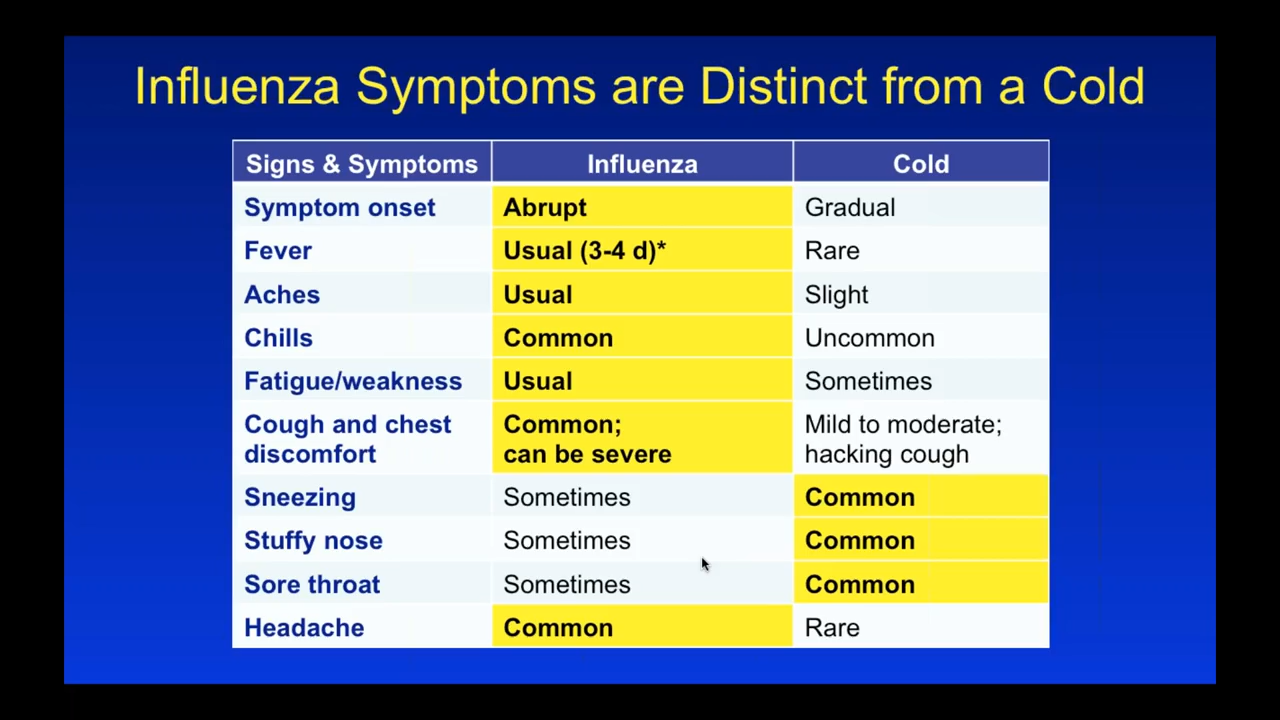 Influenza Symptoms are Distinct from a Cold
Signs & Symptoms Influenza Cold
Symptom onset Abrupt Gradual
Fever Usual (3-4 d)* Rare
Aches Usual Slight
Chills Common Uncommon
Fatigue/weakness Usual Sometimes
Cough and chest discomfort Common; can be severe Mild to moderate; hacking cough
Sneezing Sometimes Common
Stuffy nose Sometimes Common
Sore throat Sometimes Common
Headache Common Rare